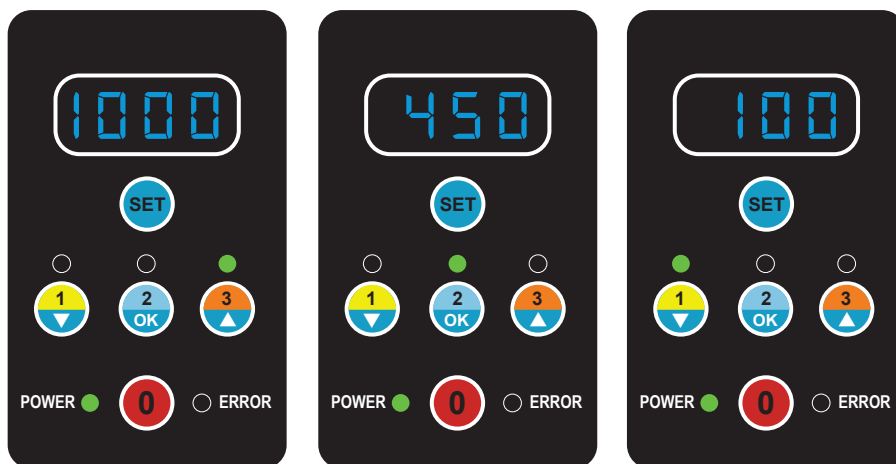 1000
SET
1 2 3
OK
POWER 0 ERROR
450
SET
1 2 3
OK
POWER 0 ERROR
100
SET
1 2 3
OK
POWER 0 ERROR